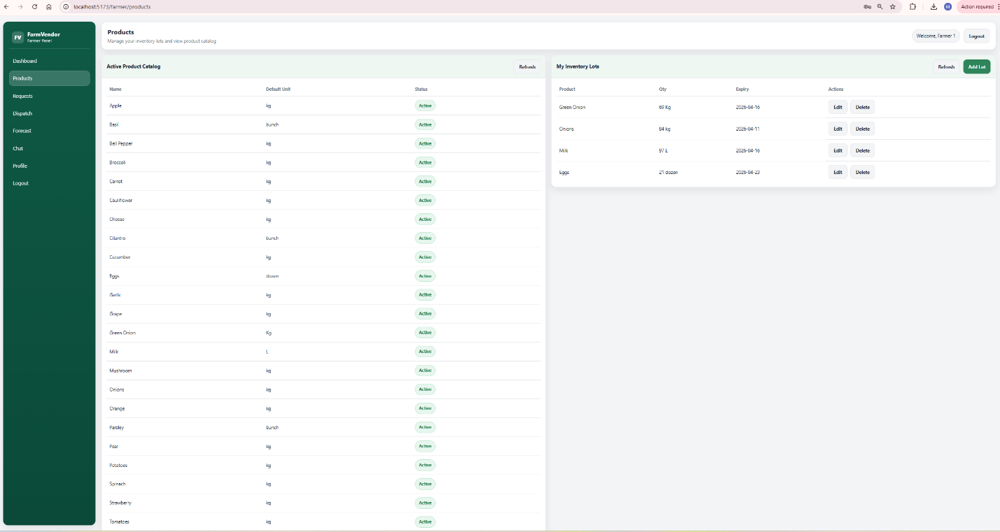 localhost:5173/farmer/products
M
Action required
FV
FarmVendor
Farmer Panel
Dashboard
Products
Requests
Dispatch
Forecast
Chat
Profile
Logout
Products
Manage your inventory lots and view product catalog
Welcome, Farmer 1
Logout
Active Product Catalog
Refresh
Name Default Unit Status
Apple kg Active
Basil bunch Active
Bell Pepper kg Active
Broccoli kg Active
Carrot kg Active
Cauliflower kg Active
Cheese kg Active
Cilantro bunch Active
Cucumber kg Active
Eggs dozen Active
Garlic kg Active
Grape kg Active
Green Onion Kg Active
Milk L Active
Mushroom kg Active
Onions kg Active
Orange kg Active
Parsley bunch Active
Pear kg Active
Potatoes kg Active
Spinach kg Active
Strawberry kg Active
Tomatoes kg Active
My Inventory Lots
Refresh
Add Lot
Product Qty Expiry Actions
Green Onion 69 Kg 2026-04-16 Edit Delete
Onions 84 kg 2026-04-11 Edit Delete
Milk 97 L 2026-04-16 Edit Delete
Eggs 21 dozen 2026-04-23 Edit Delete